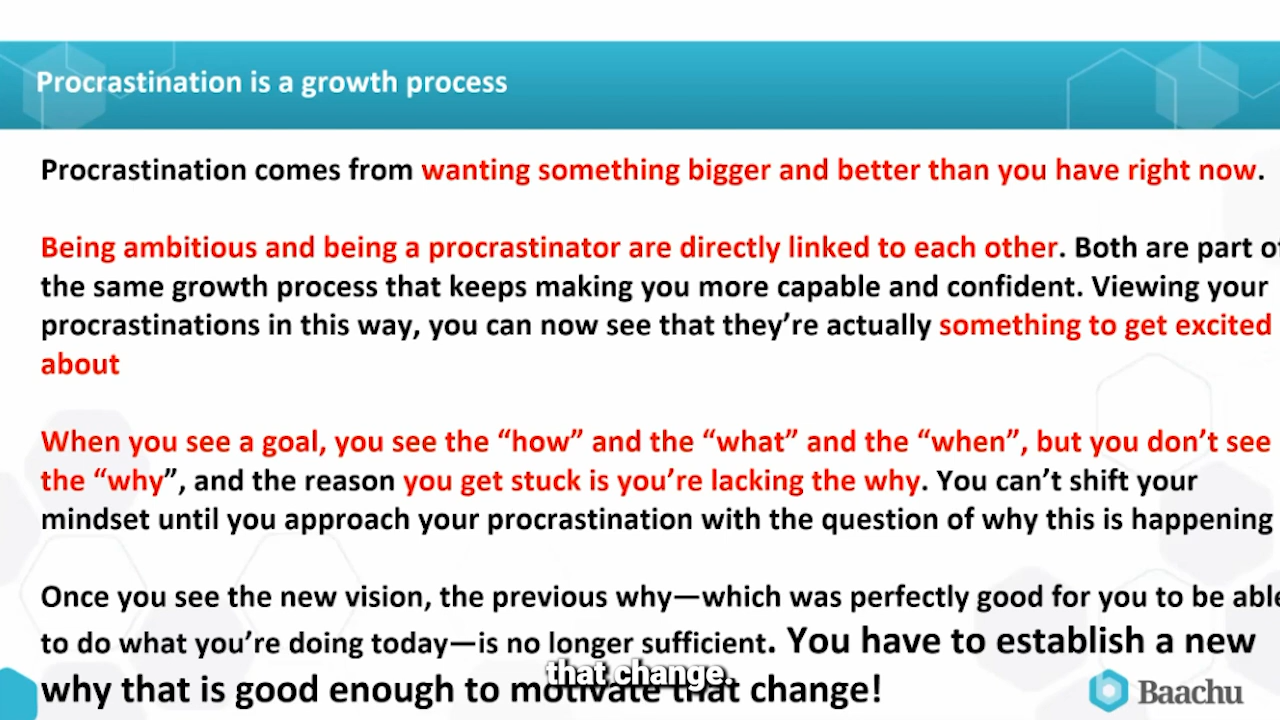 Procrastination is a growth process
Procrastination comes from wanting something bigger and better than you have right now.
Being ambitious and being a procrastinator are directly linked to each other. Both are part of
the same growth process that keeps making you more capable and confident. Viewing your
procrastinations in this way, you can now see that they’re actually something to get excited
about
When you see a goal, you see the “how” and the “what” and the “when”, but you don’t see
the “why”, and the reason you get stuck is you’re lacking the why. You can’t shift your
mindset until you approach your procrastination with the question of why this is happening
Once you see the new vision, the previous why—which was perfectly good for you to be able
to do what you’re doing today—is no longer sufficient. You have to establish a new
why that is good enough to motivate that change!
that change.
Baachu